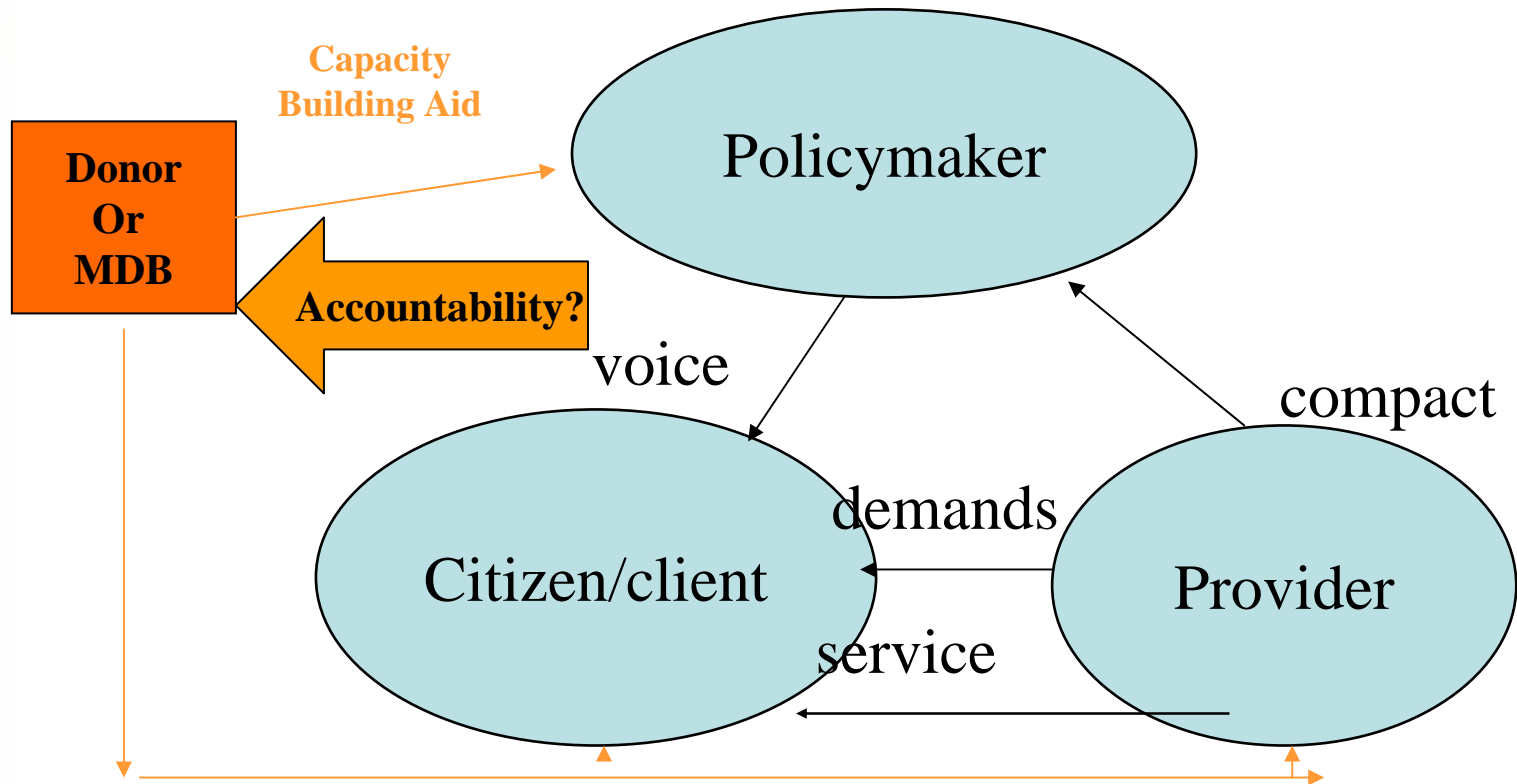 Capacity
Building Aid
Policymaker
Donor
Or
MDB
Accountability?
voice
compact
demands
Citizen/client
Provider
service